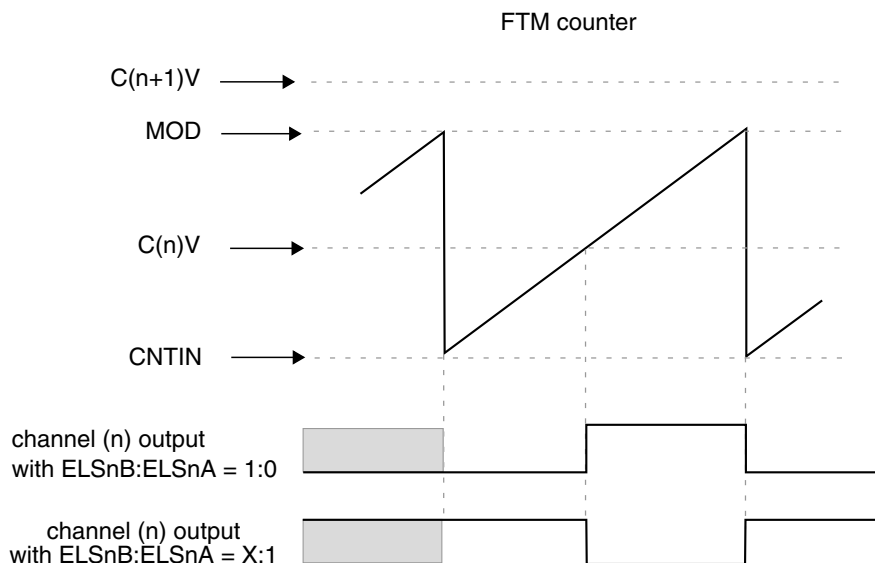 FTM counter
C(n+1)V
MOD
C(n)V
CNTIN
channel (n) output
with ELSnB:ELSnA = 1:0
channel (n) output
with ELSnB:ELSnA = X:1